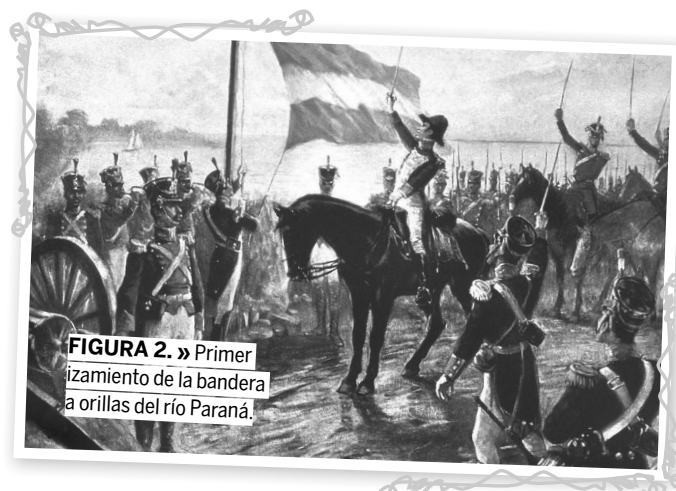 FIGURA 2. » Primer
izamiento de la bandera
a orillas del río Paraná.